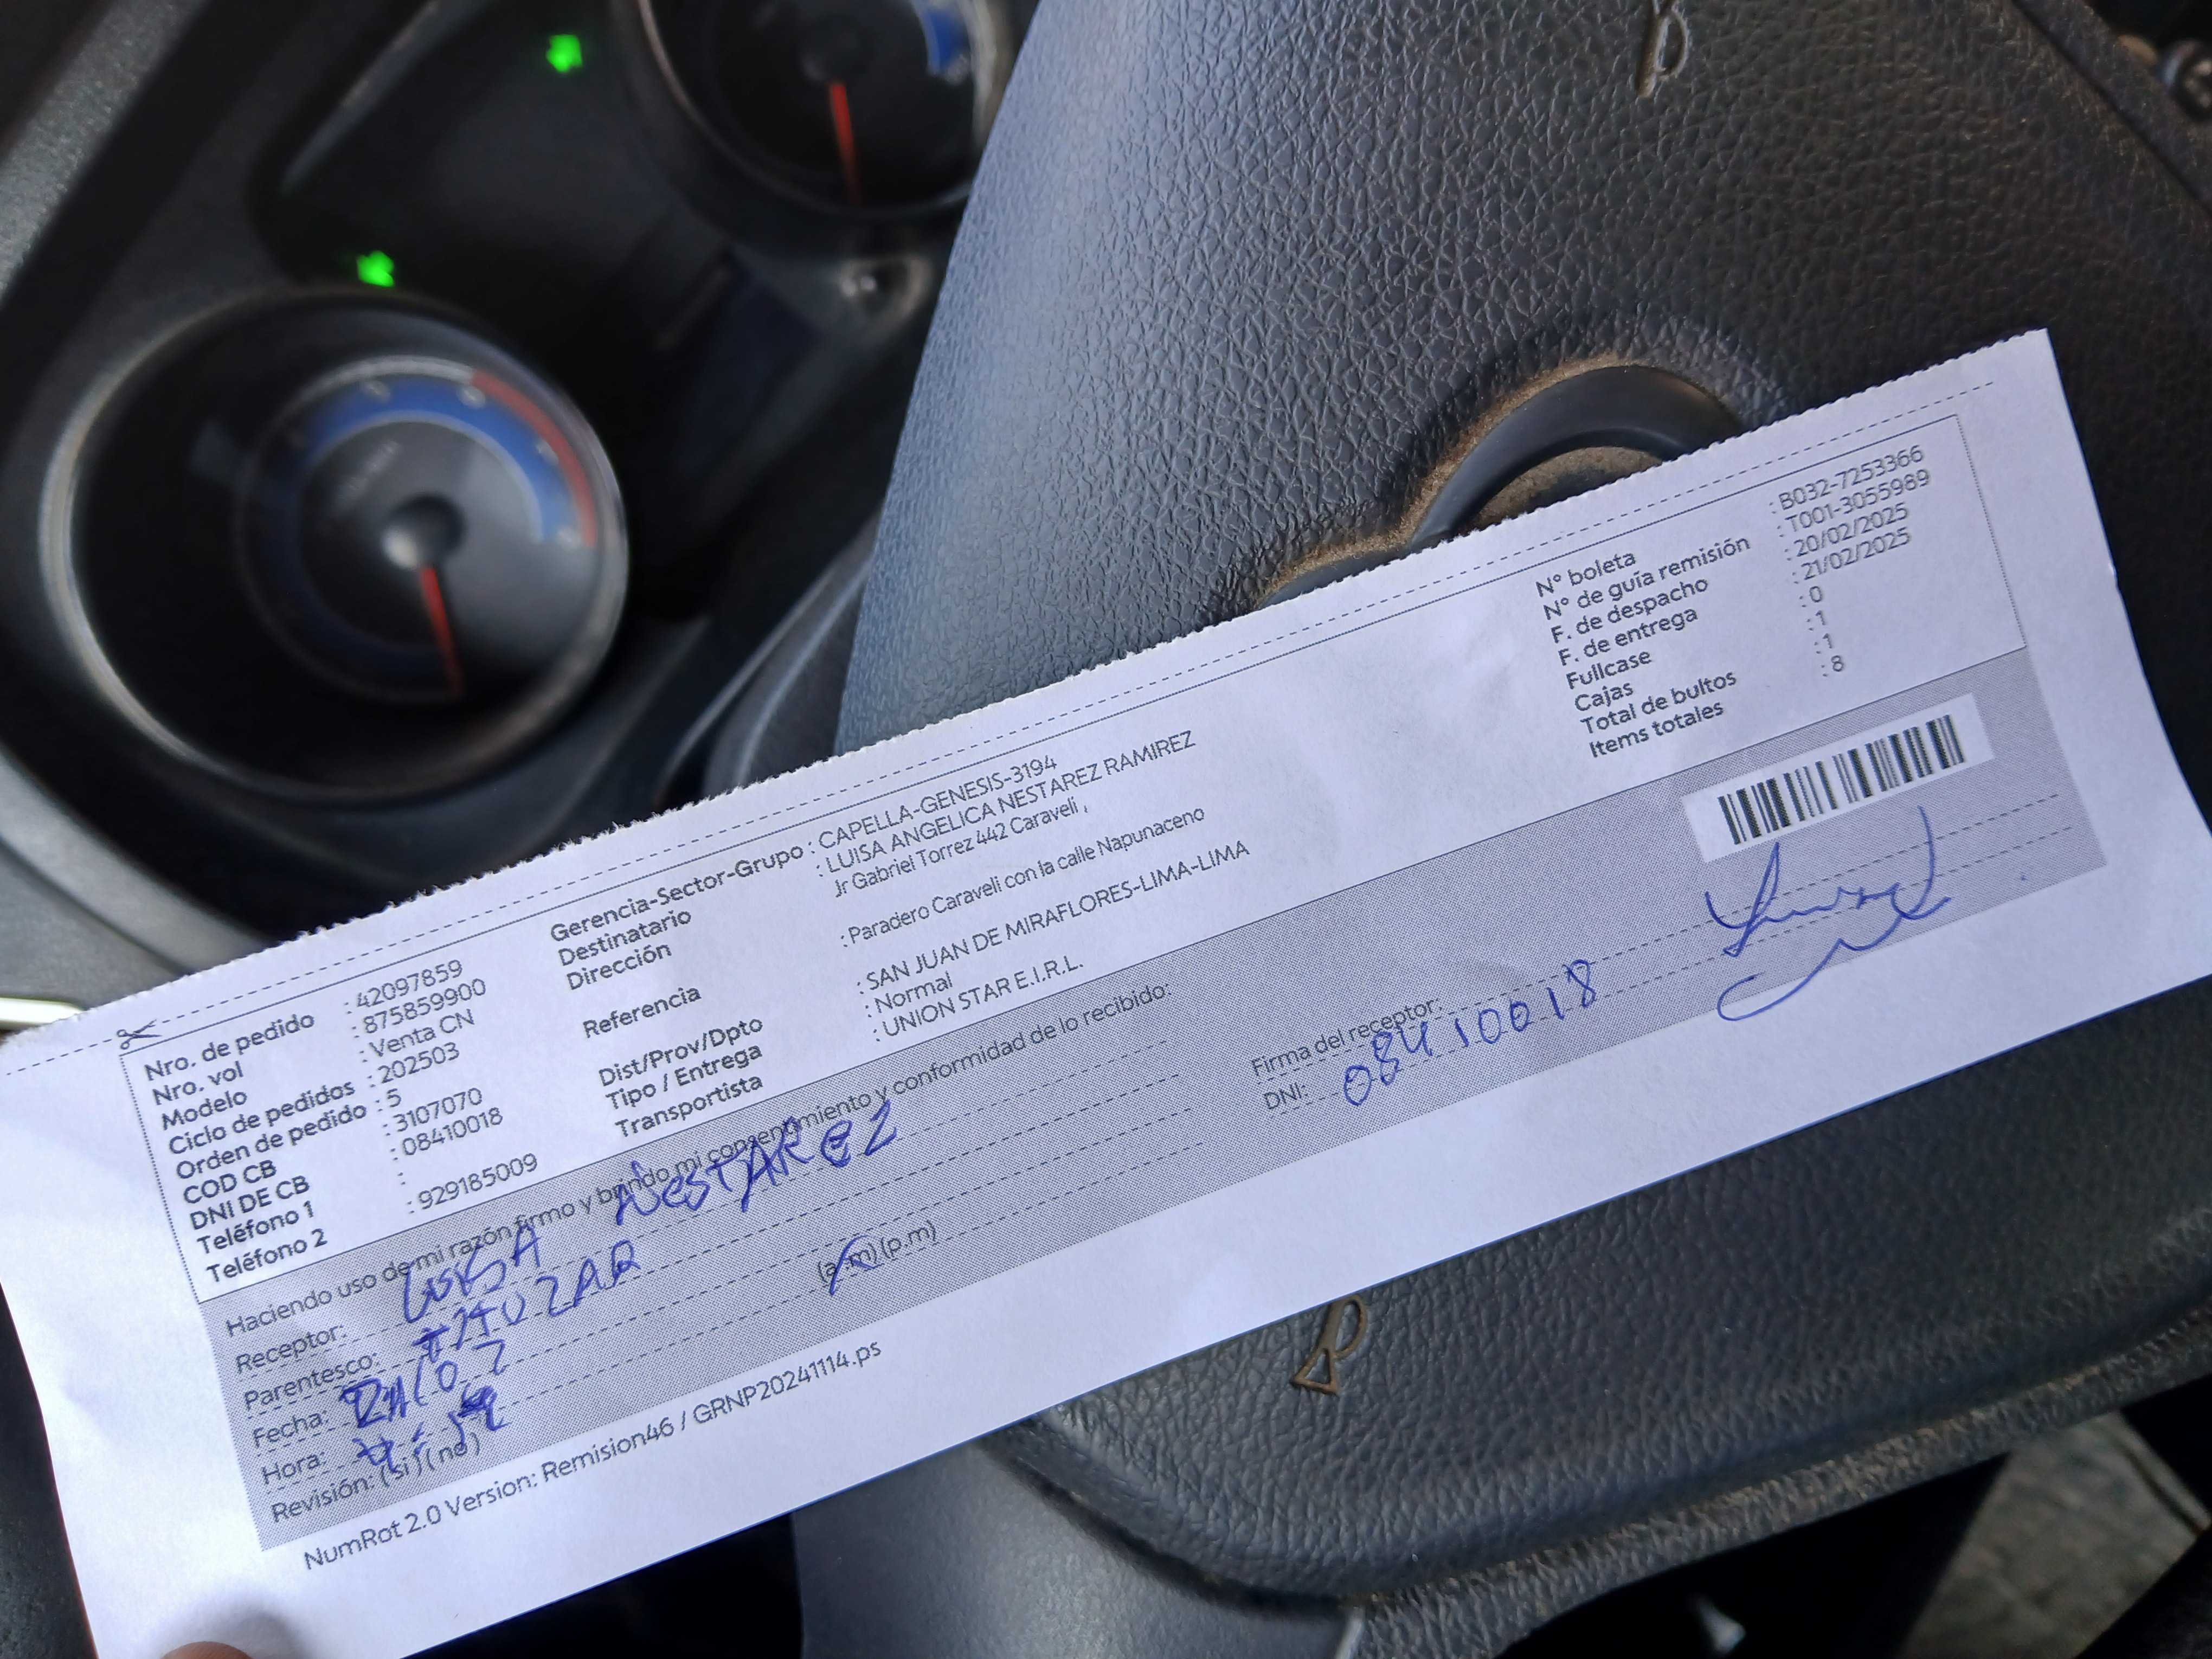 Nro. de pedido : 42097859
Nro. vol : 875859900
Modelo : Venta CN
Ciclo de pedidos : 202503
Orden de pedido : 5
COD CB : 3107070
DNI DE CB : 08410018
Teléfono 1 :
Teléfono 2 : 929185009
Gerencia-Sector-Grupo : CAPELLA-GENESIS-3194
Destinatario : LUISA ANGELICA NESTAREZ RAMIREZ
Dirección Jr Gabriel Torrez 442 Caraveli ,
Referencia : Paradero Caraveli con la calle Napunaceno
Dist/Prov/Dpto : SAN JUAN DE MIRAFLORES-LIMA-LIMA
Tipo / Entrega : Normal
Transportista : UNION STAR E.I.R.L.
N° boleta : B032-7253366
N° de guía remisión : T001-3055989
F. de despacho : 20/02/2025
F. de entrega : 21/02/2025
Fullcase : 0
Cajas : 1
Total de bultos : 1
Items totales : 8
Haciendo uso de mi razón firmo y brindo mi consentimiento y conformidad de lo recibido:
Receptor: LUISA NESTAREZ
Parentesco:
Fecha:
Hora: (a.m) (p.m)
Revisión: (si) (no)
Firma del receptor:
DNI: 08410018
NumRot 2.0 Version: Remision46 / GRNP20241114.ps